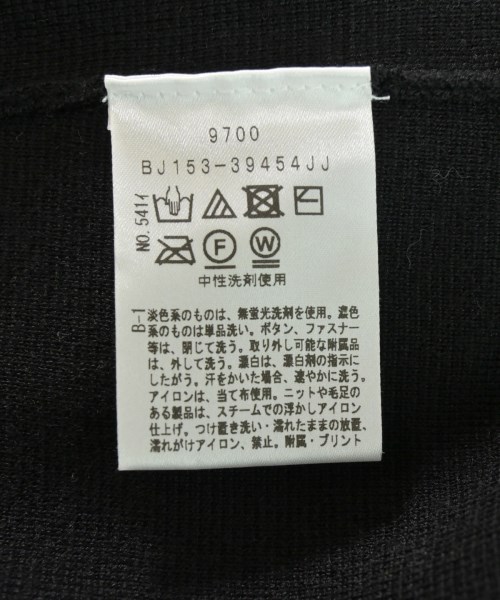 9700
BJ153-39454JJ
NO. 541イ
F
W
中性洗剤使用
B-1
淡色系のものは、無蛍光洗剤を使用。濃色
系のものは単品洗い。ボタン、ファスナー
等は、閉じて洗う。取り外し可能な附属品
は、外して洗う。漂白は、漂白剤の指示に
したがう。汗をかいた場合、速やかに洗う。
アイロンは、当て布使用。ニットや毛足の
ある製品は、スチームでの浮かしアイロン
仕上げ。つけ置き洗い・濡れたままの放置、
濡れがけアイロン、禁止。附属・プリント